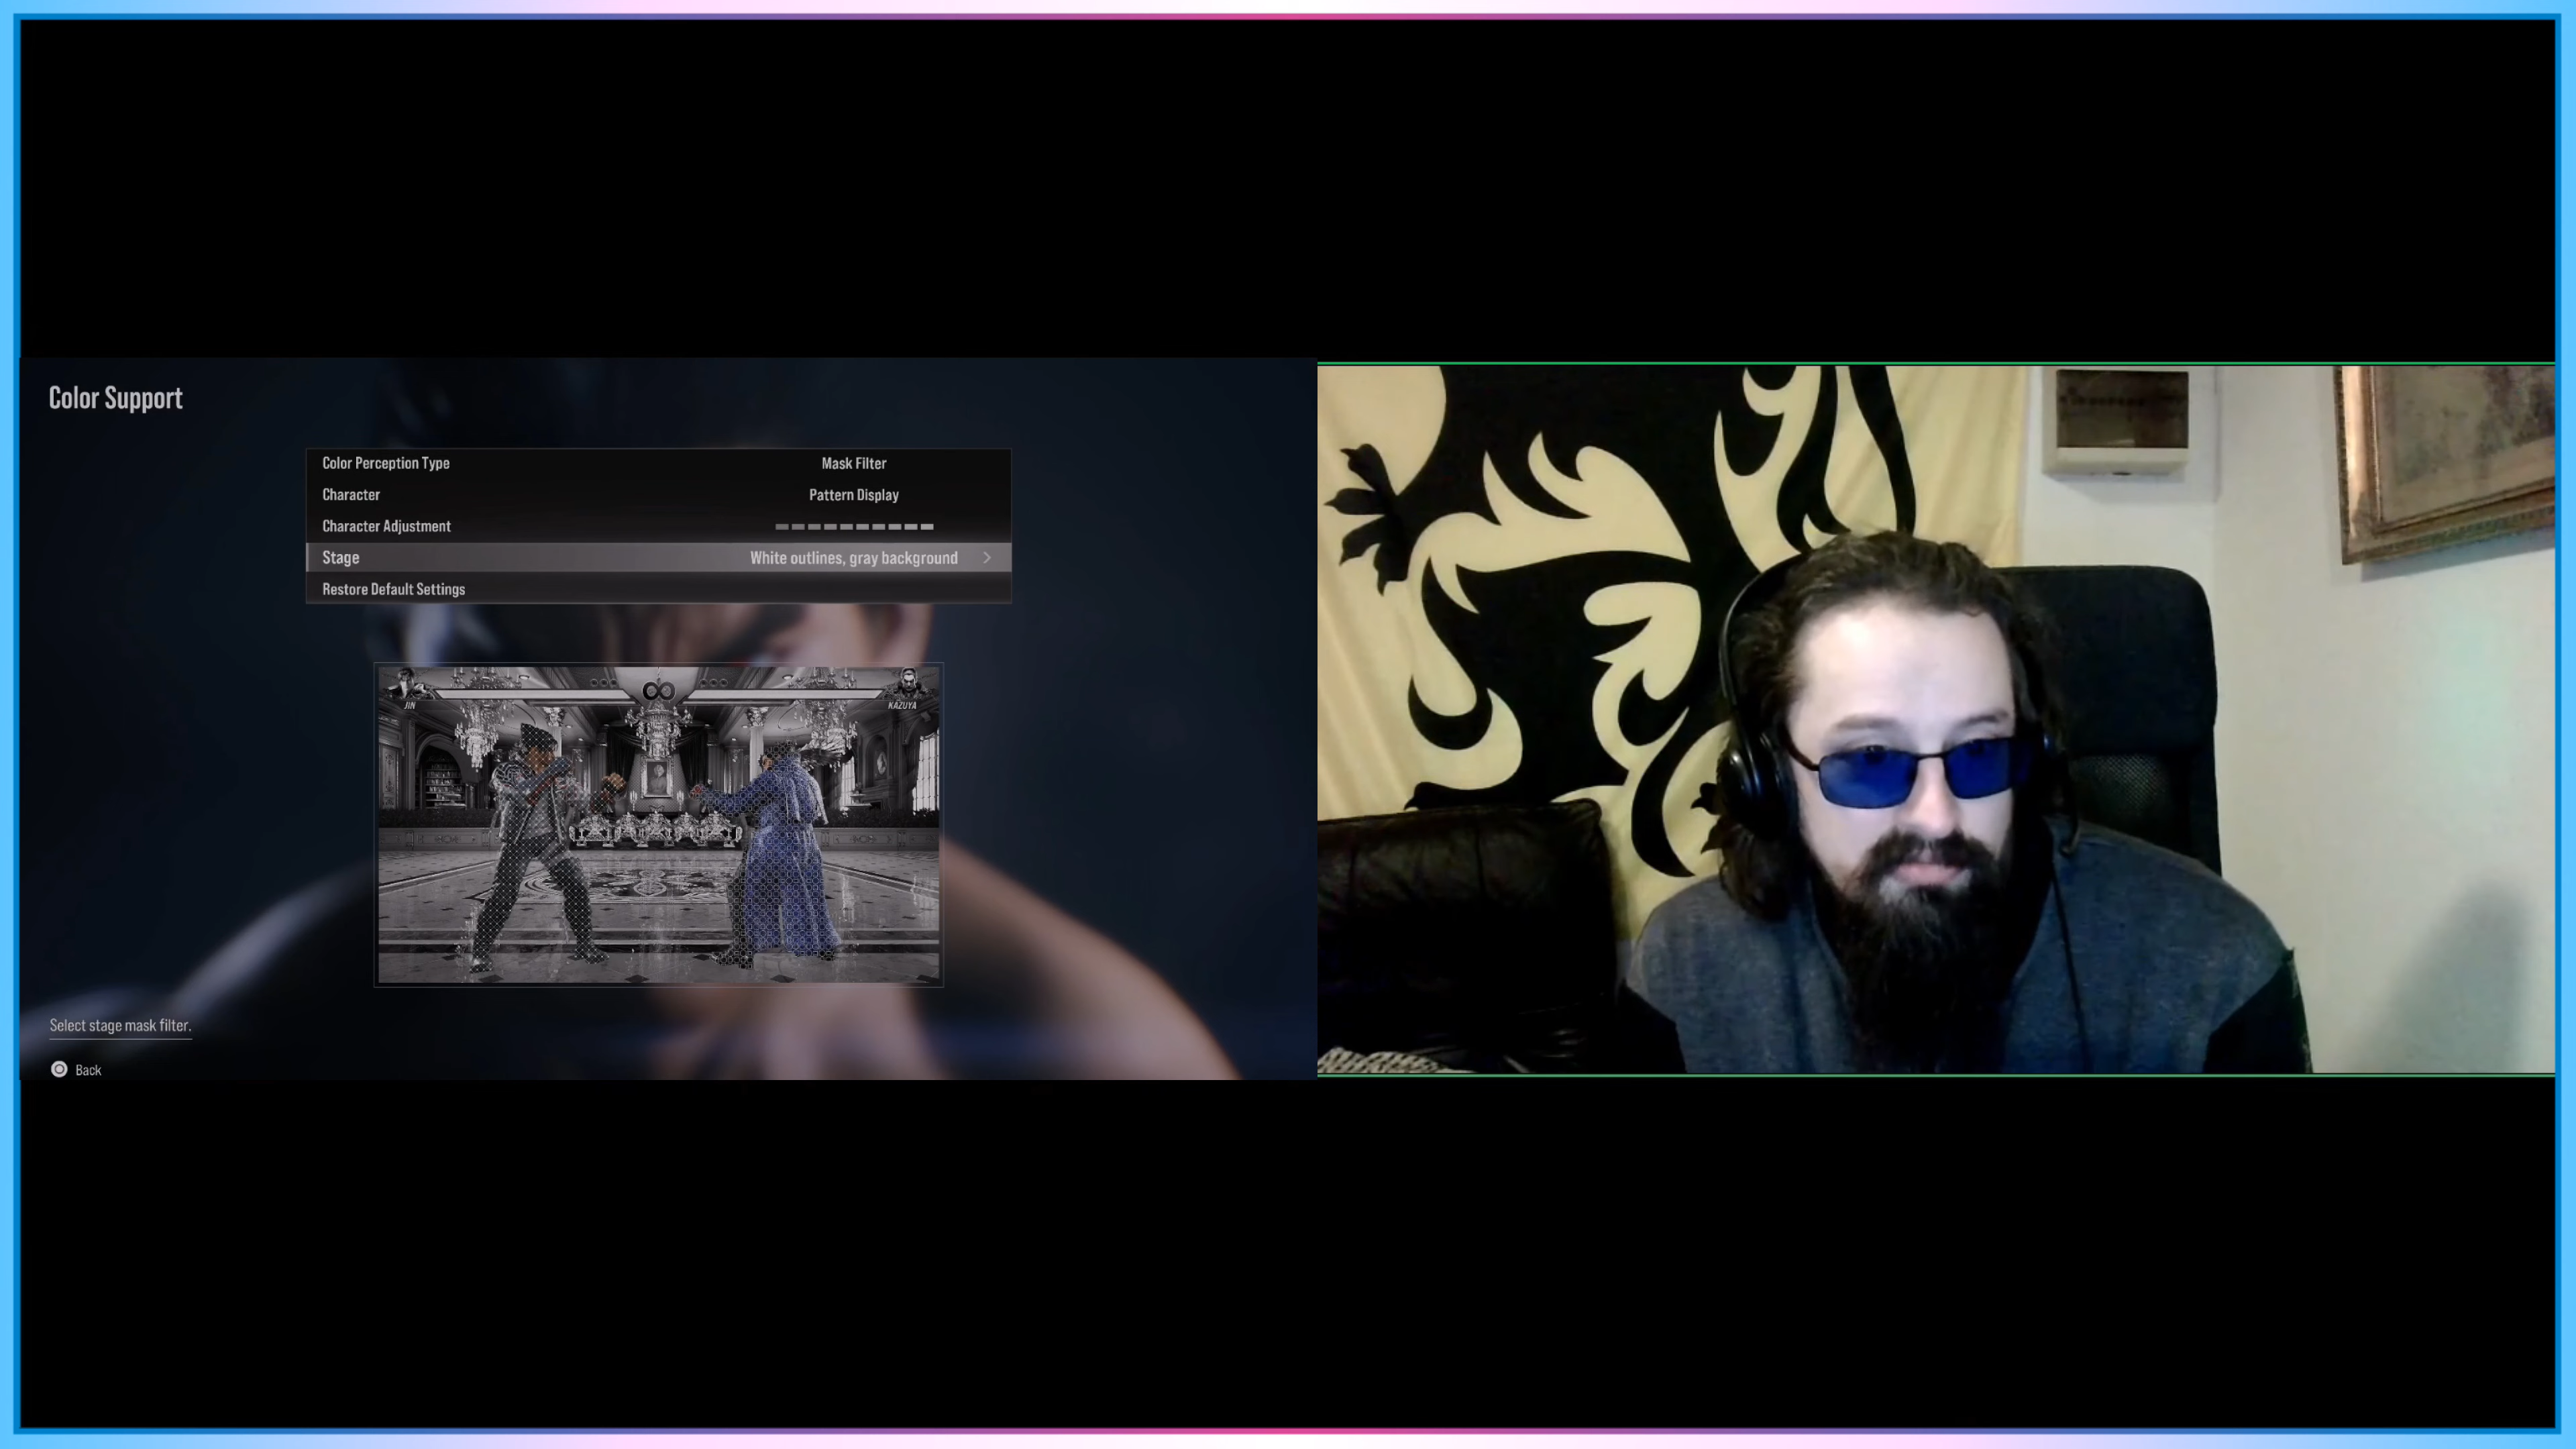 Color Support
Color Perception Type Mask Filter
Character Pattern Display
Character Adjustment
Stage White outlines, gray background
Restore Default Settings
JIN KAZUYA
Select stage mask filter.
Back